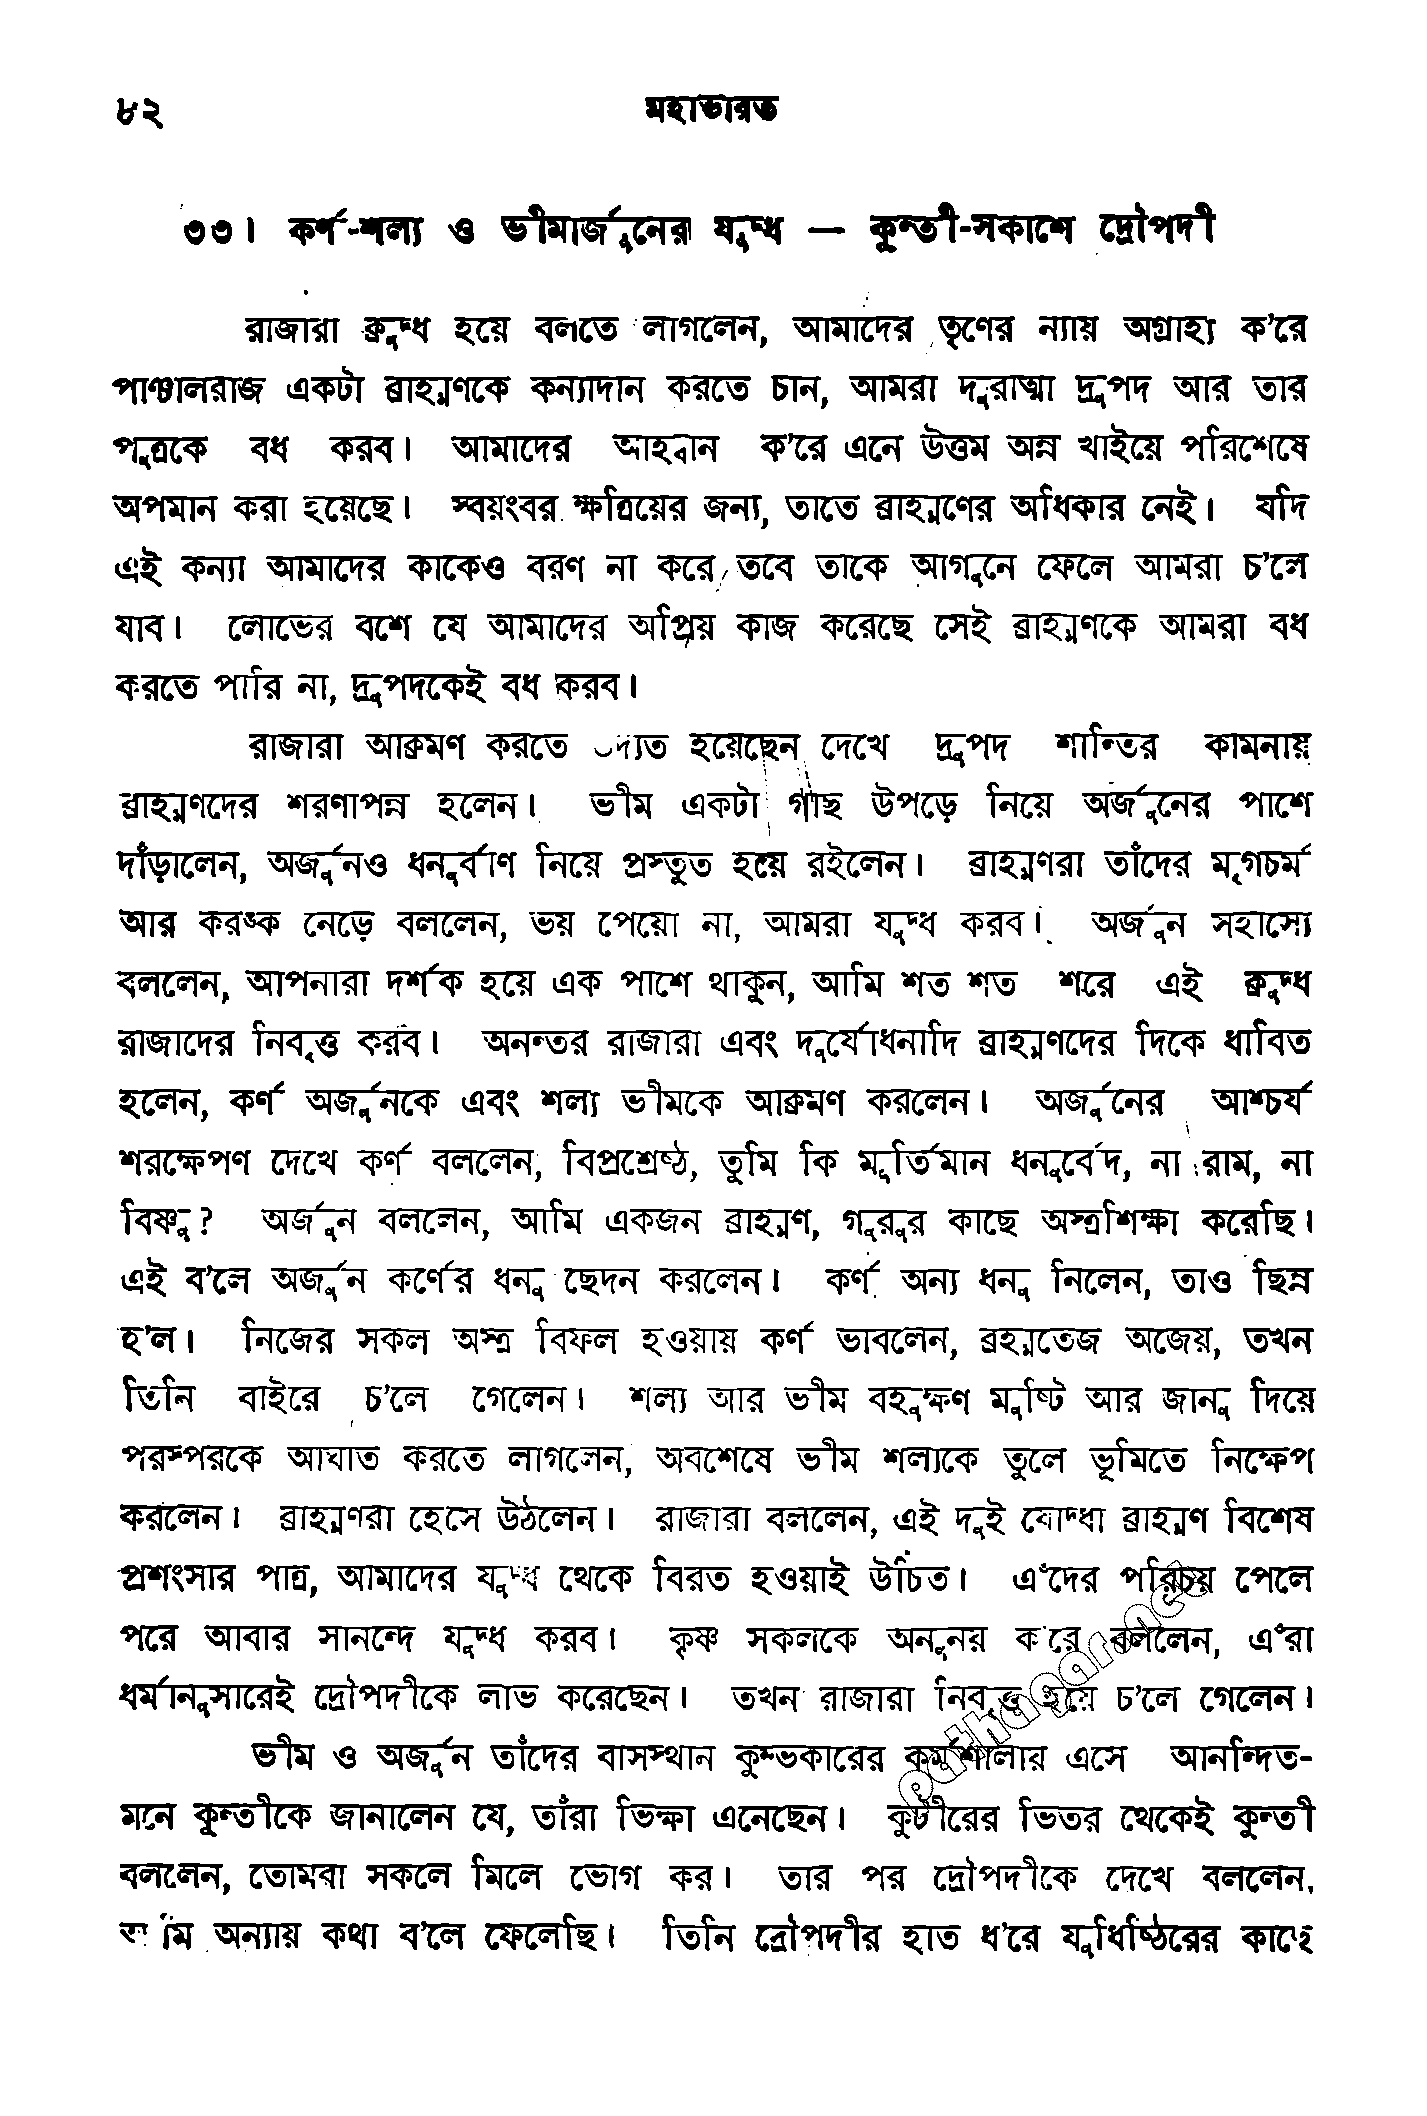 ৮২
মহাভারত
৩৩। কর্ণ-শল্য ও ভীমার্জুনের যুদ্ধ — কুন্তী-সকাশে দ্রৌপদী
রাজারা ক্রুদ্ধ হয়ে বলতে লাগলেন, আমাদের তৃণের ন্যায় অগ্রাহ্য ক'রে
পাঞ্চালরাজ একটা ব্রাহ্মণকে কন্যাদান করতে চান, আমরা দুরাত্মা দ্রুপদ আর তার
পুত্রকে বধ করব। আমাদের আহ্বান ক'রে এনে উত্তম অন্ন খাইয়ে পরিশেষে
অপমান করা হয়েছে। স্বয়ংবর ক্ষত্রিয়ের জন্য, তাতে ব্রাহ্মণের অধিকার নেই। যদি
এই কন্যা আমাদের কাকেও বরণ না করে তবে তাকে আগুনে ফেলে আমরা চ'লে
যাব। লোভের বশে যে আমাদের অপ্রিয় কাজ করেছে সেই ব্রাহ্মণকে আমরা বধ
করতে পারি না, দ্রুপদকেই বধ করব।
রাজারা আক্রমণ করতে উদ্যত হয়েছেন দেখে দ্রুপদ শান্তির কামনায়
ব্রাহ্মণদের শরণাপন্ন হলেন। ভীম একটা গাছ উপড়ে নিয়ে অর্জুনের পাশে
দাঁড়ালেন, অর্জুনও ধনুর্বাণ নিয়ে প্রস্তুত হয়ে রইলেন। ব্রাহ্মণরা তাঁদের মৃগচর্ম
আর করঙ্ক নেড়ে বললেন, ভয় পেয়ো না, আমরা যুদ্ধ করব। অর্জুন সহাস্যে
বললেন, আপনারা দর্শক হয়ে এক পাশে থাকুন, আমি শত শত শরে এই ক্রুদ্ধ
রাজাদের নিবৃত্ত করব। অনন্তর রাজারা এবং দুর্যোধনাদি ব্রাহ্মণদের দিকে ধাবিত
হলেন, কর্ণ অর্জুনকে এবং শল্য ভীমকে আক্রমণ করলেন। অর্জুনের আশ্চর্য
শরক্ষেপণ দেখে কর্ণ বললেন, বিপ্রশ্রেষ্ঠ, তুমি কি মূর্তিমান ধনুর্বেদ, না রাম, না
বিষ্ণু? অর্জুন বললেন, আমি একজন ব্রাহ্মণ, গুরুর কাছে অস্ত্রশিক্ষা করেছি।
এই ব'লে অর্জুন কর্ণের ধনু ছেদন করলেন। কর্ণ অন্য ধনু নিলেন, তাও ছিন্ন
হ'ল। নিজের সকল অস্ত্র বিফল হওয়ায় কর্ণ ভাবলেন, ব্রহ্মতেজ অজেয়, তখন
তিনি বাইরে চ'লে গেলেন। শল্য আর ভীম বহুক্ষণ মুষ্টি আর জানু দিয়ে
পরস্পরকে আঘাত করতে লাগলেন, অবশেষে ভীম শল্যকে তুলে ভূমিতে নিক্ষেপ
করলেন। ব্রাহ্মণরা হেসে উঠলেন। রাজারা বললেন, এই দুই যোদ্ধা ব্রাহ্মণ বিশেষ
প্রশংসার পাত্র, আমাদের যুদ্ধ থেকে বিরত হওয়াই উচিত। এঁদের পরিচয় পেলে
পরে আবার সানন্দে যুদ্ধ করব। কৃষ্ণ সকলকে অনুনয় ক'রে বললেন, এঁরা
ধর্মানুসারেই দ্রৌপদীকে লাভ করেছেন। তখন রাজারা নিবৃত্ত হয়ে চ'লে গেলেন।
ভীম ও অর্জুন তাঁদের বাসস্থান কুম্ভকারের কর্মশালায় এসে আনন্দিত-
মনে কুন্তীকে জানালেন যে, তাঁরা ভিক্ষা এনেছেন। কুটীরের ভিতর থেকেই কুন্তী
বললেন, তোমরা সকলে মিলে ভোগ কর। তার পর দ্রৌপদীকে দেখে বললেন,
আমি অন্যায় কথা ব'লে ফেলেছি। তিনি দ্রৌপদীর হাত ধ'রে যুধিষ্ঠিরের কাছে